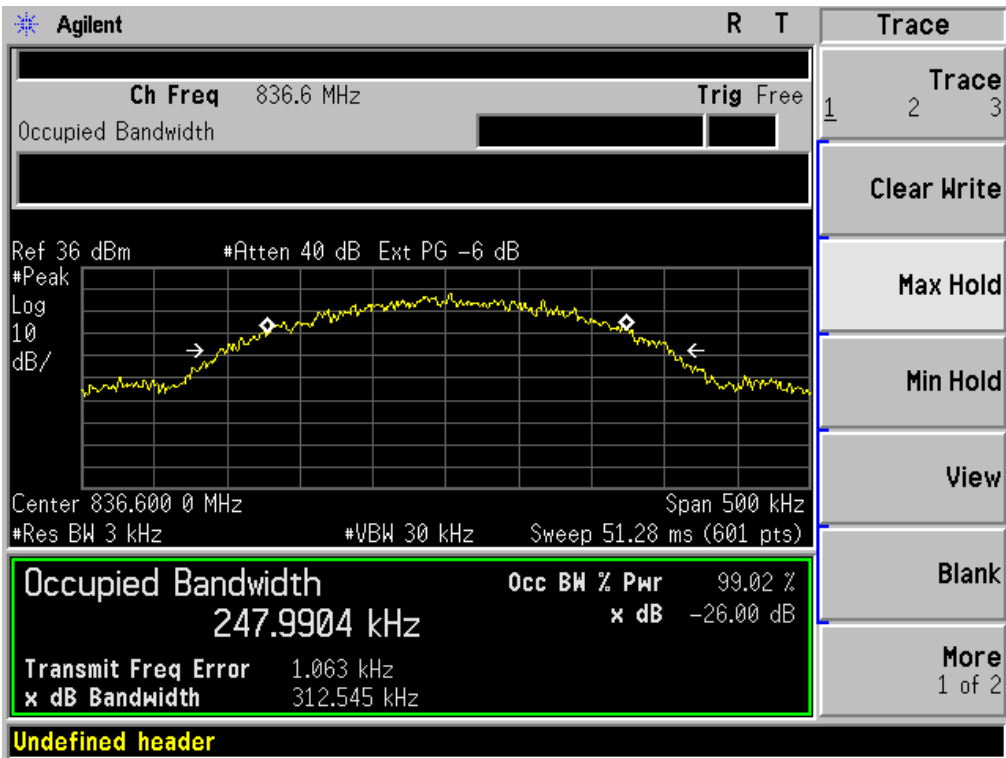 Agilent R T
Trace
Ch Freq 836.6 MHz Trig Free
Occupied Bandwidth
Ref 36 dBm #Atten 40 dB Ext PG -6 dB
#Peak
Log
10
dB/
Center 836.600 0 MHz Span 500 kHz
#Res BW 3 kHz #VBW 30 kHz Sweep 51.28 ms (601 pts)
Occupied Bandwidth
247.9904 kHz
Occ BW % Pwr 99.02 %
x dB -26.00 dB
Transmit Freq Error 1.063 kHz
x dB Bandwidth 312.545 kHz
Undefined header
Trace
1 2 3
Clear Write
Max Hold
Min Hold
View
Blank
More
1 of 2